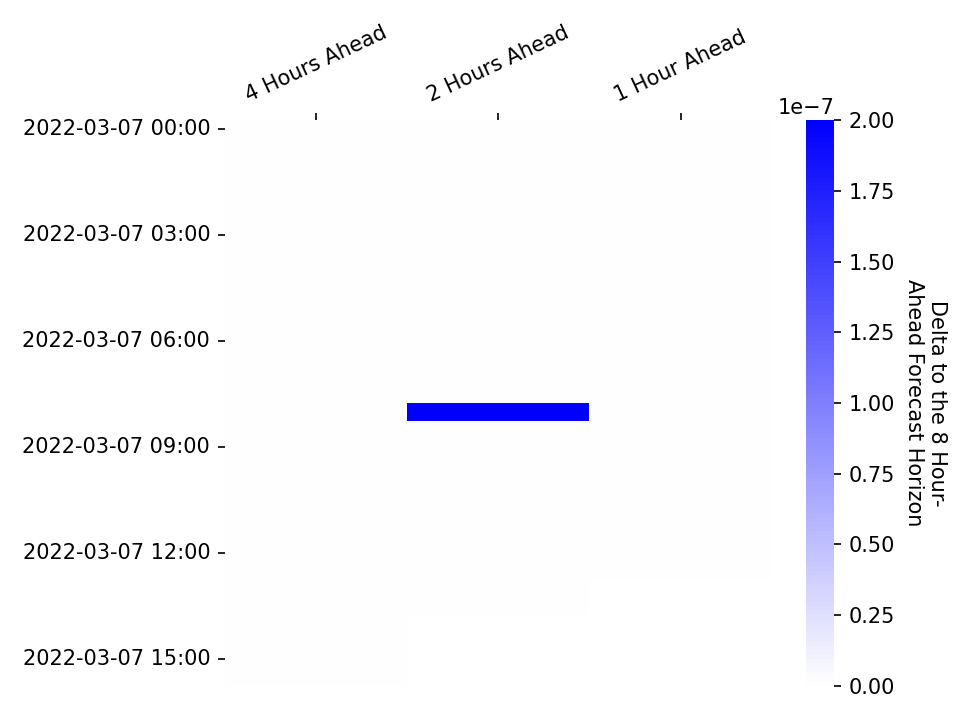 4 Hours Ahead
2 Hours Ahead
1 Hour Ahead
1e−7
2022-03-07 00:00
2022-03-07 03:00
2022-03-07 06:00
2022-03-07 09:00
2022-03-07 12:00
2022-03-07 15:00
2.00
1.75
1.50
1.25
1.00
0.75
0.50
0.25
0.00
Delta to the 8 Hour-
Ahead Forecast Horizon